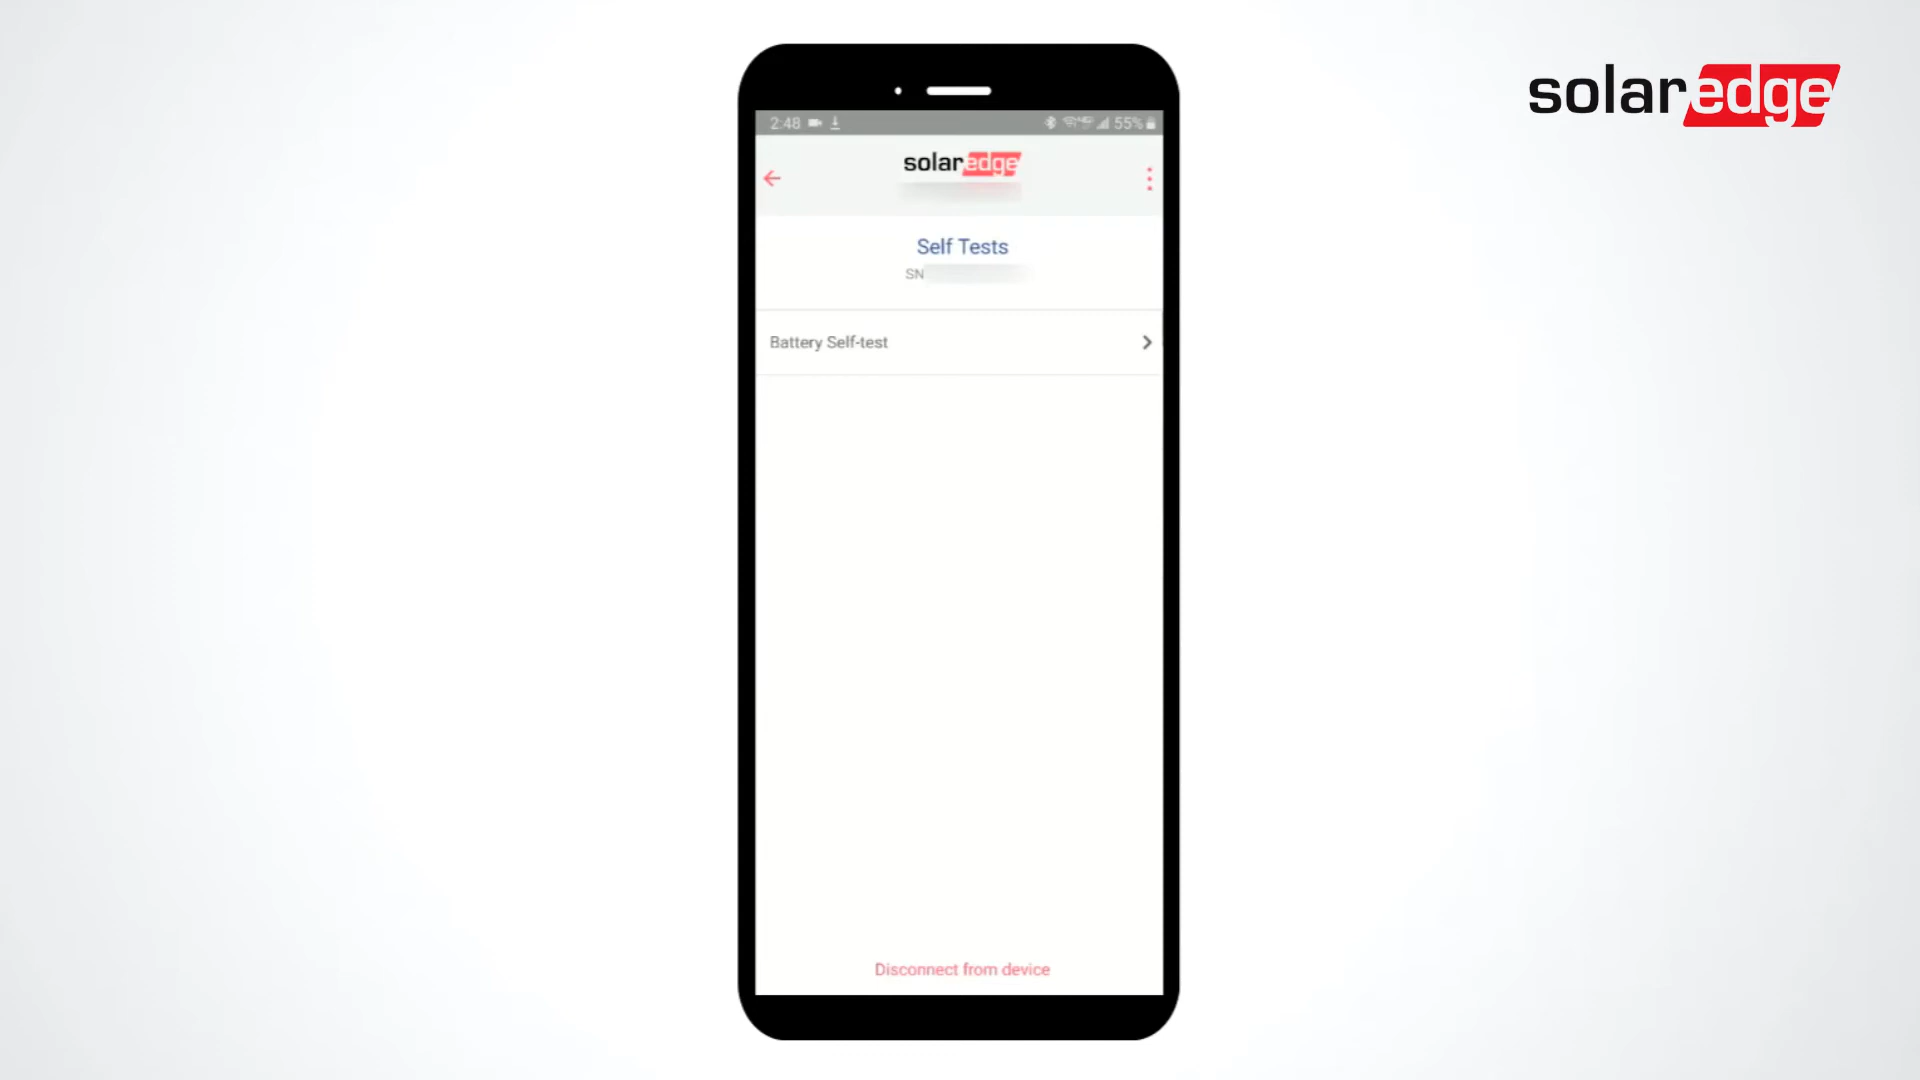 solaredge
2:48 55%
solaredge
Self Tests
SN
Battery Self-test
Disconnect from device